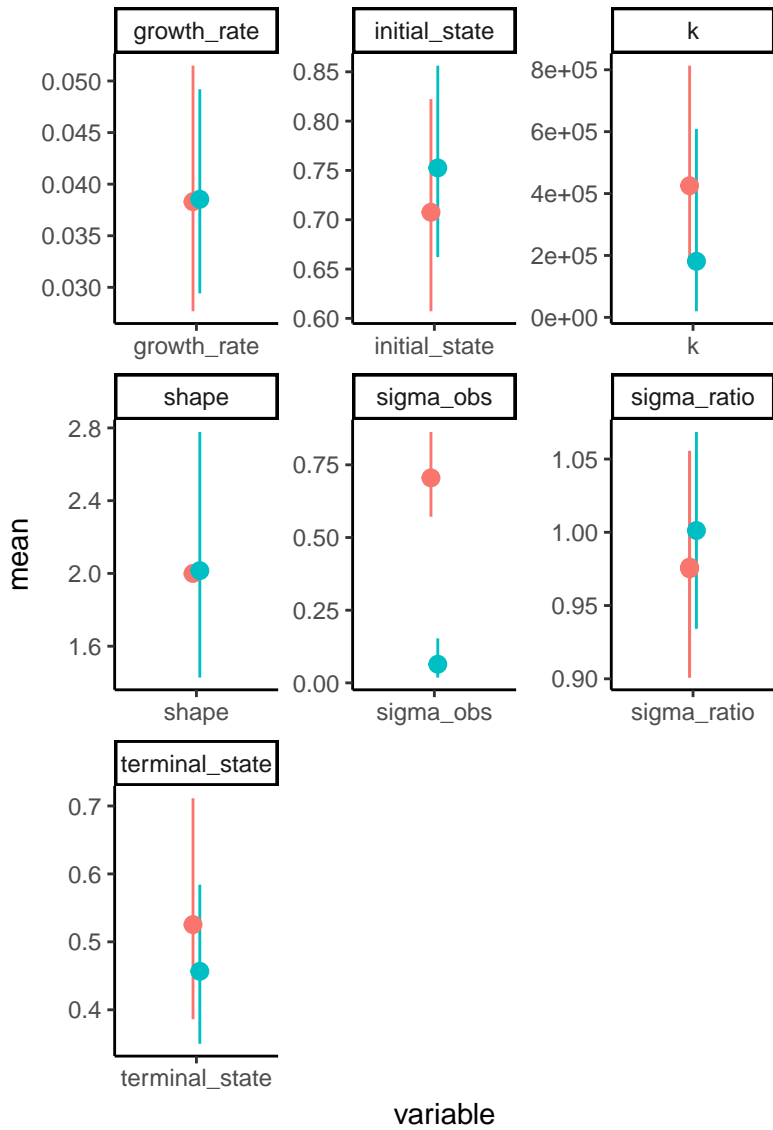 growth_rate
initial_state
k
0.050
0.045
0.040
0.035
0.030
growth_rate
0.85
0.80
0.75
0.70
0.65
0.60
initial_state
8e+05
6e+05
4e+05
2e+05
0e+00
k
shape
sigma_obs
sigma_ratio
mean
2.8
2.4
2.0
1.6
shape
0.75
0.50
0.25
0.00
sigma_obs
1.05
1.00
0.95
0.90
sigma_ratio
terminal_state
0.7
0.6
0.5
0.4
terminal_state
variable